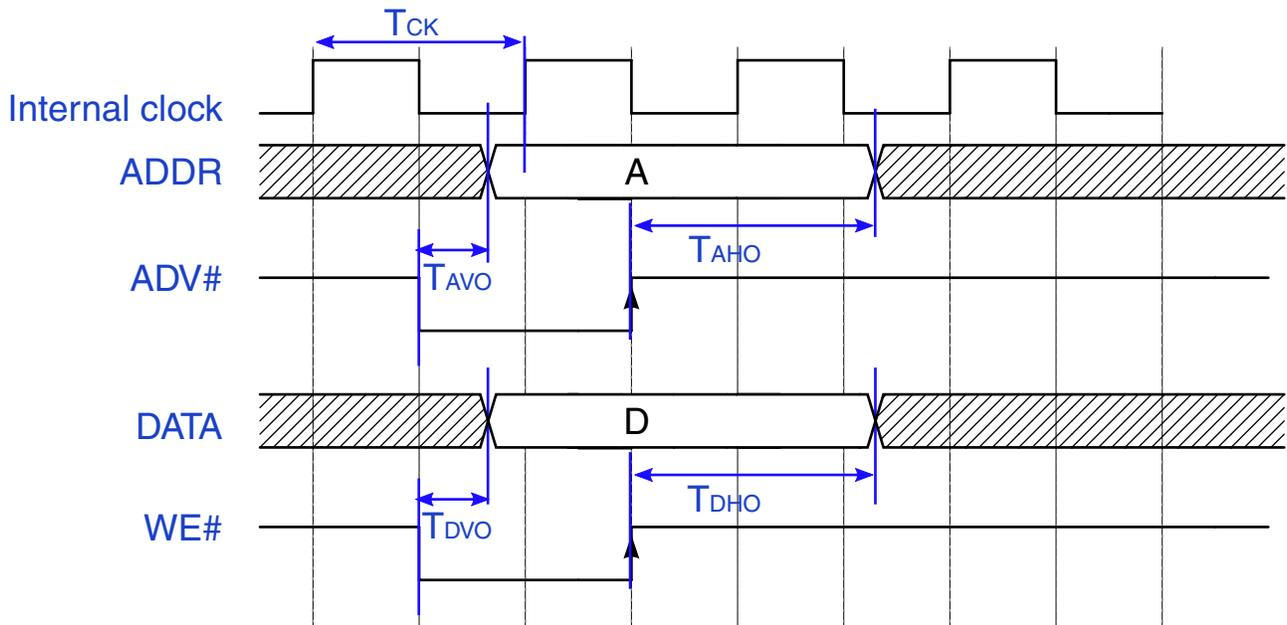 TCK
Internal clock
ADDR
A
TAHO
TAVO
ADV#
DATA
D
TDHO
TDVO
WE#